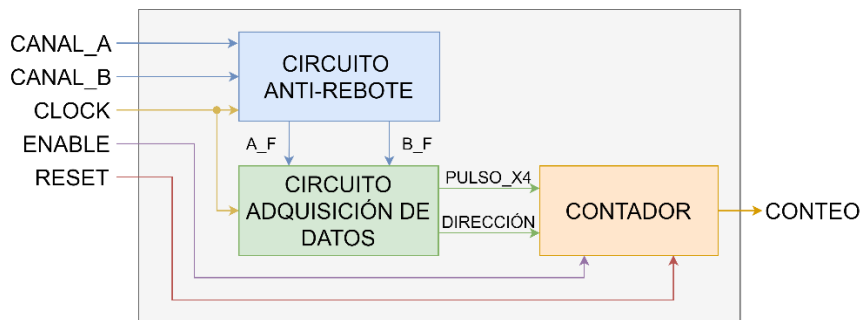 CANAL_A
CANAL_B
CLOCK
ENABLE
RESET
CIRCUITO
ANTI-REBOTE
A_F
B_F
CIRCUITO
ADQUISICIÓN DE
DATOS
PULSO_X4
DIRECCIÓN
CONTADOR
CONTEO